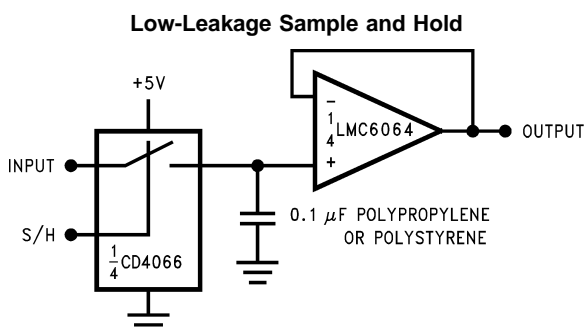 Low-Leakage Sample and Hold
+5V
INPUT
S/H
1/4 CD4066
−
1/4 LMC6064
+
OUTPUT
0.1 μF POLYPROPYLENE
OR POLYSTYRENE